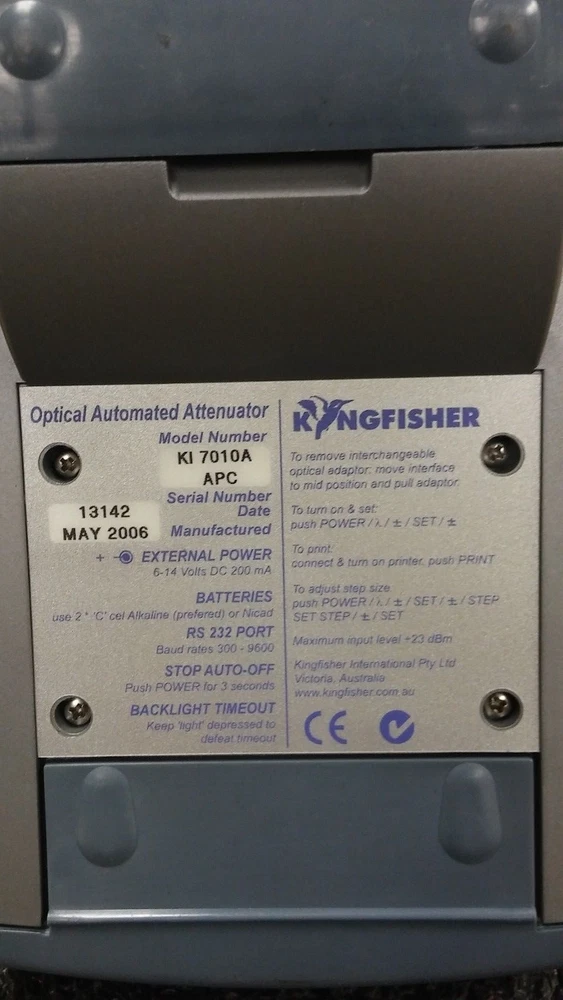 Optical Automated Attenuator
Model Number
KI 7010A
APC
Serial Number
13142
Date
MAY 2006
Manufactured
+ - EXTERNAL POWER
6-14 Volts DC 200 mA
BATTERIES
use 2 * 'C' cel Alkaline (prefered) or Nicad
RS 232 PORT
Baud rates 300 - 9600
STOP AUTO-OFF
Push POWER for 3 seconds
BACKLIGHT TIMEOUT
Keep 'light' depressed to
defeat timeout
KINGFISHER
To remove interchangeable
optical adaptor: move interface
to mid position and pull adaptor
To turn on & set:
push POWER / λ / ± / SET / ±
To print:
connect & turn on printer, push PRINT
To adjust step size
push POWER / λ / ± / SET / ± / STEP
SET STEP / ± / SET
Maximum input level +23 dBm
Kingfisher International Pty Ltd
Victoria, Australia
www.kingfisher.com.au
CE